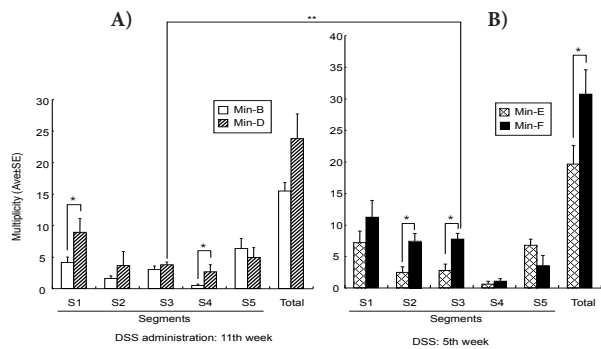 A)
**
B)
Multiplicity (Ave±SE)
30
25
20
15
10
5
0
Min-B
Min-D
*
*
S1 S2 S3 S4 S5 Total
Segments
DSS administration: 11th week
40
35
30
25
20
15
10
5
0
Min-E
Min-F
*
*
*
S1 S2 S3 S4 S5 Total
Segments
DSS: 5th week